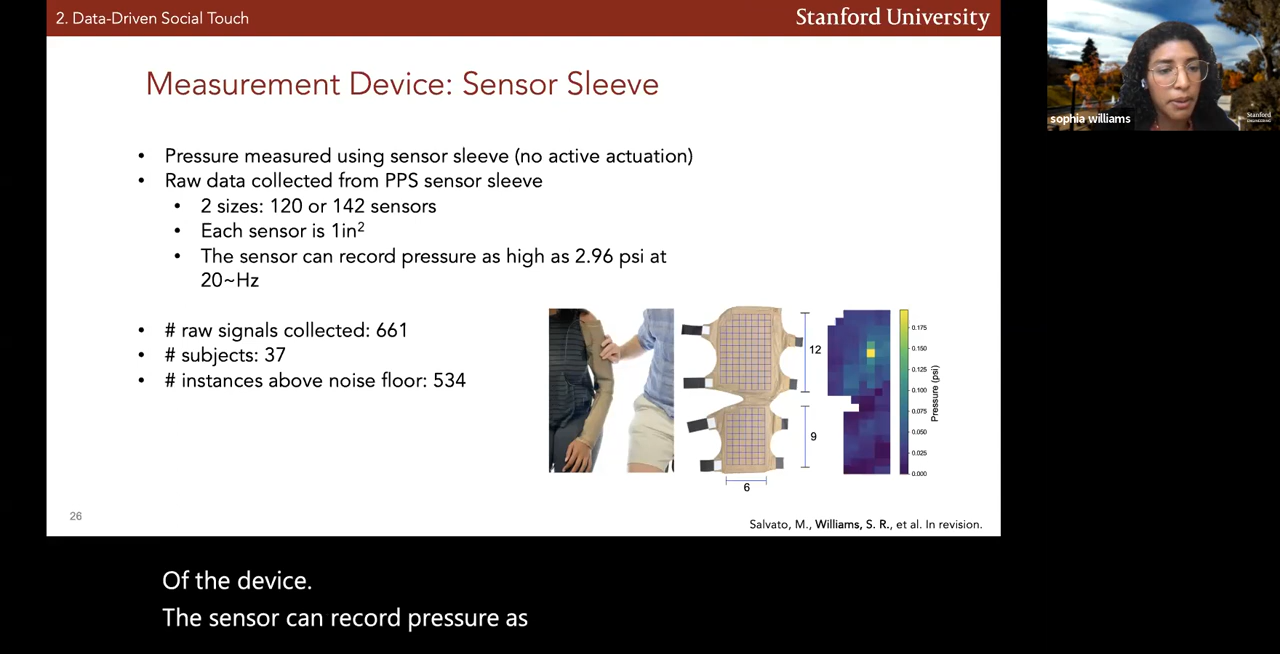 2. Data-Driven Social Touch
Stanford University
Measurement Device: Sensor Sleeve
• Pressure measured using sensor sleeve (no active actuation)
• Raw data collected from PPS sensor sleeve
• 2 sizes: 120 or 142 sensors
• Each sensor is 1in²
• The sensor can record pressure as high as 2.96 psi at
20~Hz
• # raw signals collected: 661
• # subjects: 37
• # instances above noise floor: 534
12
9
6
0.175
0.150
0.125
0.100
0.075
0.050
0.025
0.000
Pressure (psi)
26
Salvato, M., Williams, S. R., et al. In revision.
sophia williams
Stanford
ENGINEERING
Of the device.
The sensor can record pressure as